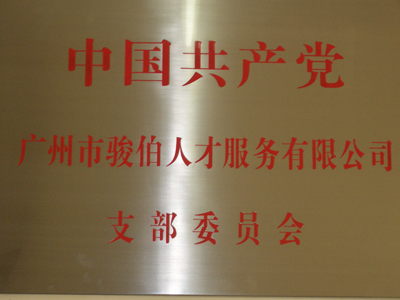 中国共产党
广州市骏伯人才服务有限公司
支部委员会